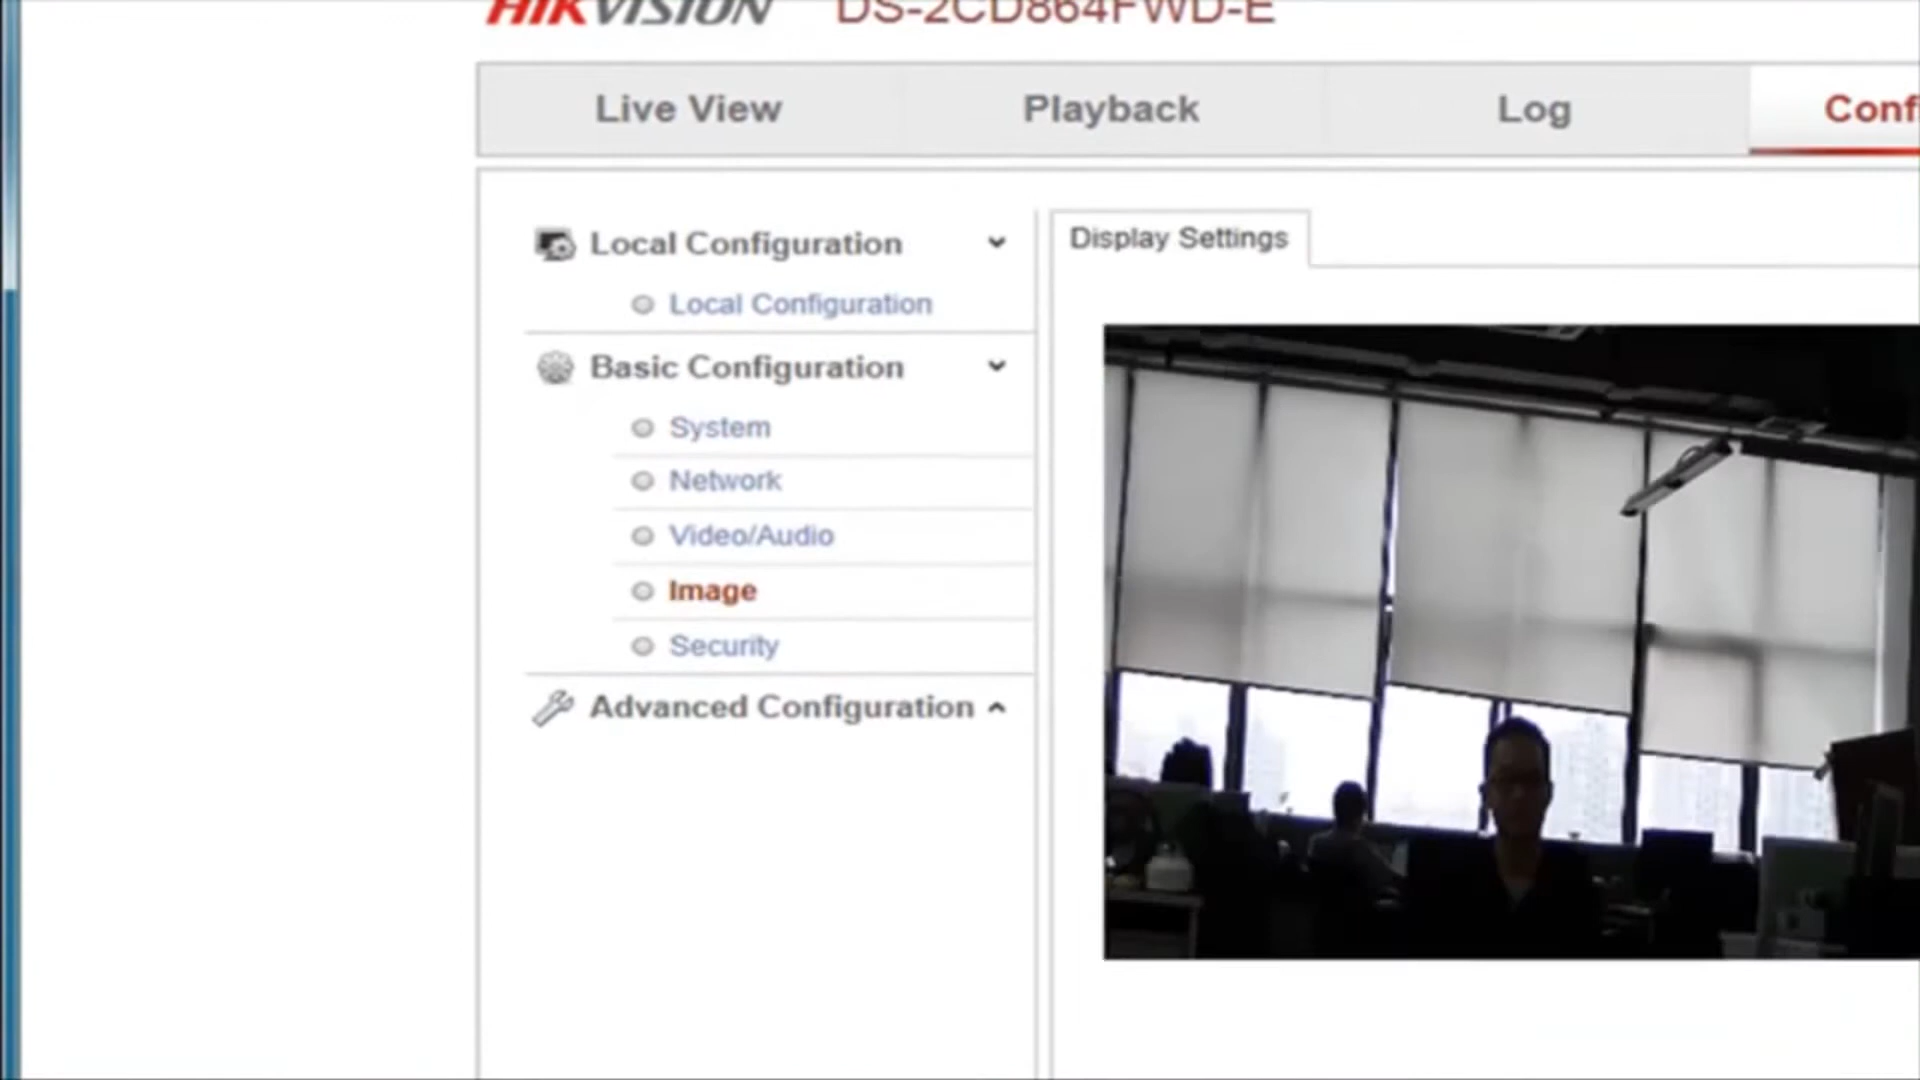 HIKVISION DS-2CD864FWD-E
Live View Playback Log Conf
Local Configuration
Local Configuration
Basic Configuration
System
Network
Video/Audio
Image
Security
Advanced Configuration
Display Settings